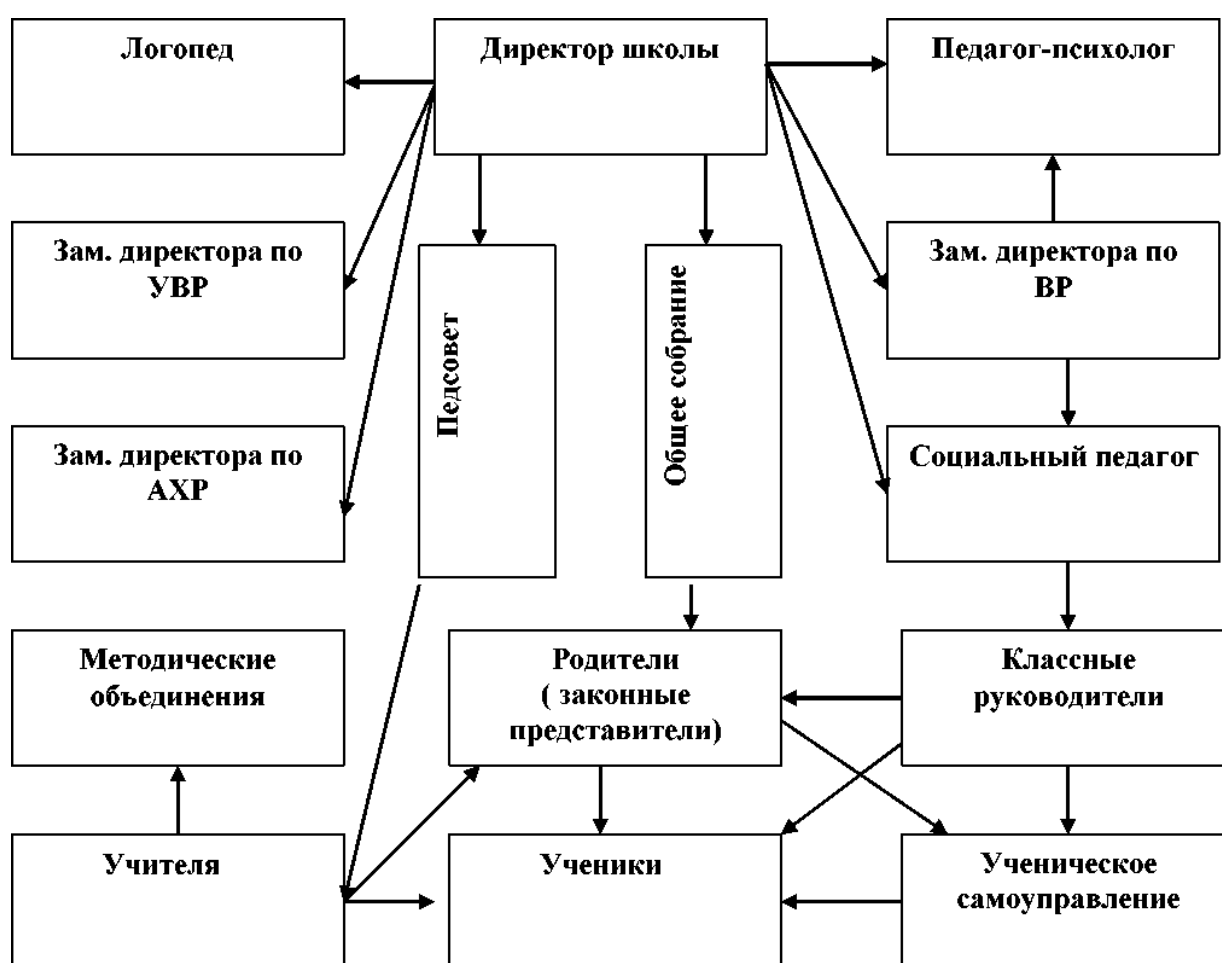 Логопед
Директор школы
Педагог-психолог
Зам. директора по
УВР
Педсовет
Общее собрание
Зам. директора по
ВР
Зам. директора по
АХР
Социальный педагог
Методические
объединения
Родители
( законные
представители)
Классные
руководители
Учителя
Ученики
Ученическое
самоуправление